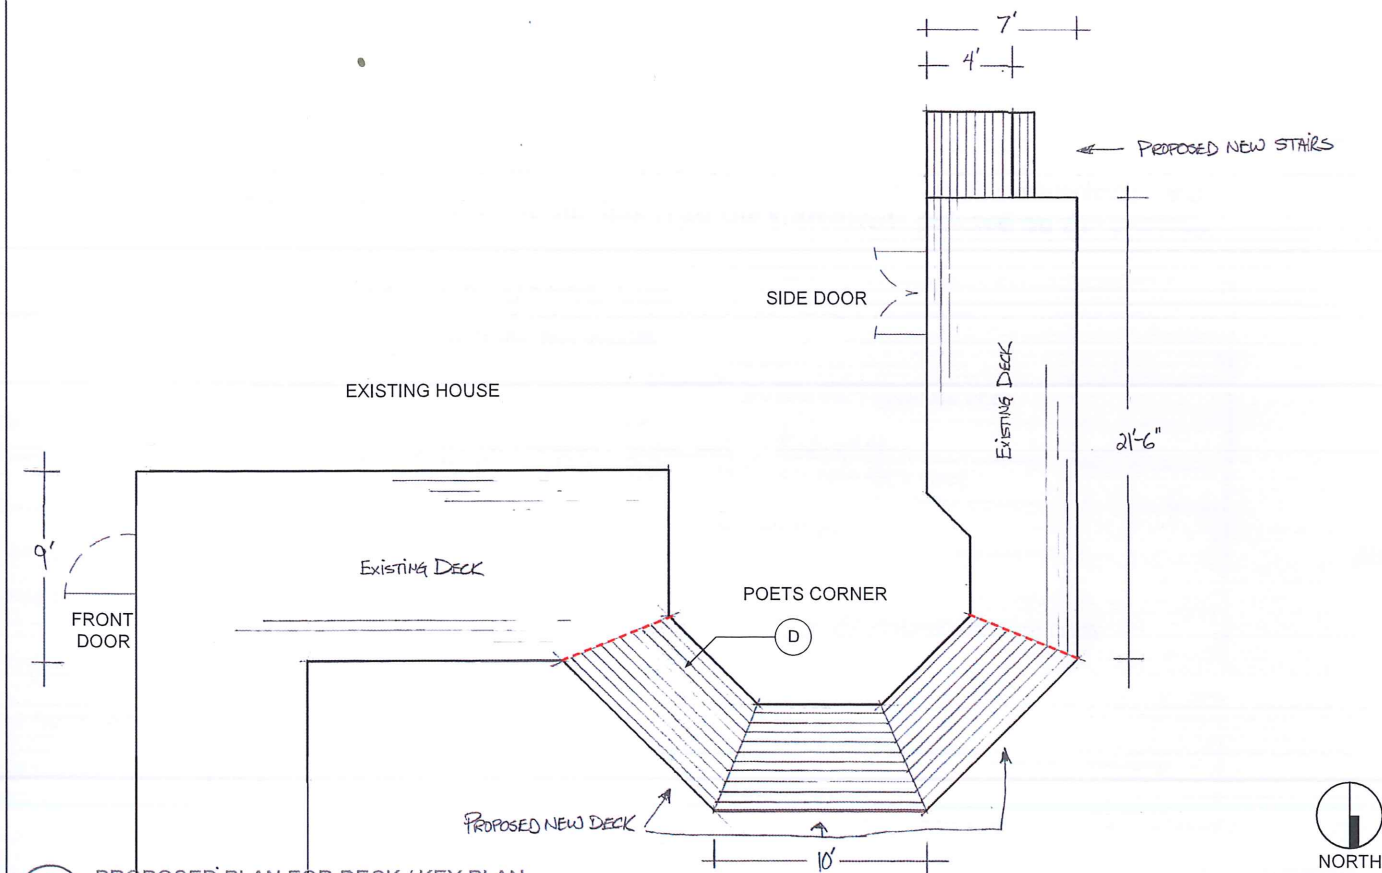 7'
4'
PROPOSED NEW STAIRS
SIDE DOOR
EXISTING DECK
EXISTING HOUSE
21'-6"
9'
EXISTING DECK
FRONT
DOOR
POETS CORNER
D
PROPOSED NEW DECK
10'
NORTH
PROPOSED PLAN FOR DECK / KEY PLAN